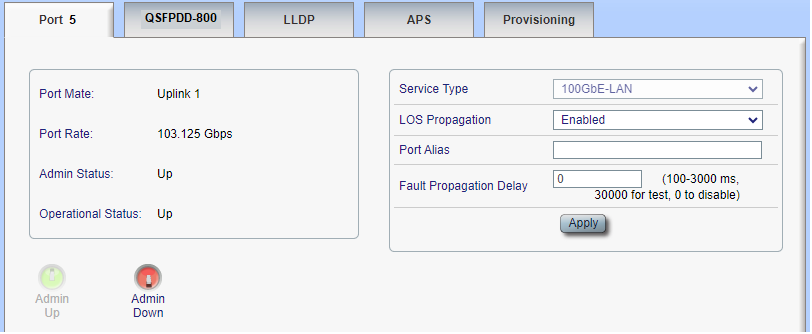 Port 5
QSFPDD-800
LLDP
APS
Provisioning
Port Mate: Uplink 1
Port Rate: 103.125 Gbps
Admin Status: Up
Operational Status: Up
Service Type 100GbE-LAN
LOS Propagation Enabled
Port Alias
Fault Propagation Delay 0 (100-3000 ms,
30000 for test, 0 to disable)
Apply
Admin
Up
Admin
Down